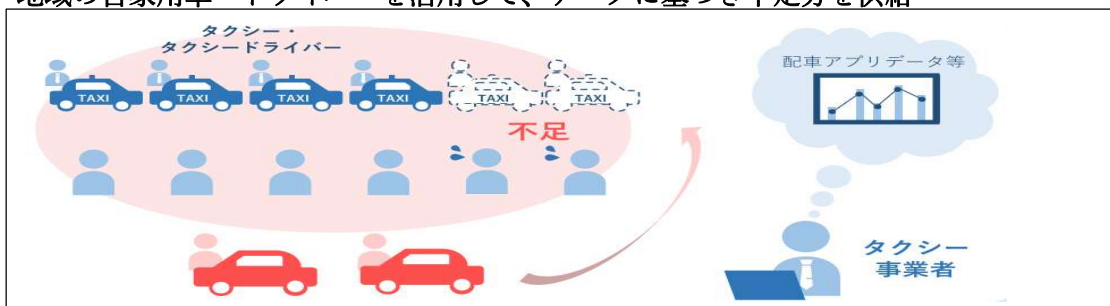 地域の自家用車・ドライバーを活用して、データに基づき不足分を供給
タクシー・
タクシードライバー
TAXI
TAXI
TAXI
TAXI
TAXI
TAXI
不足
配車アプリデータ等
タクシー
事業者